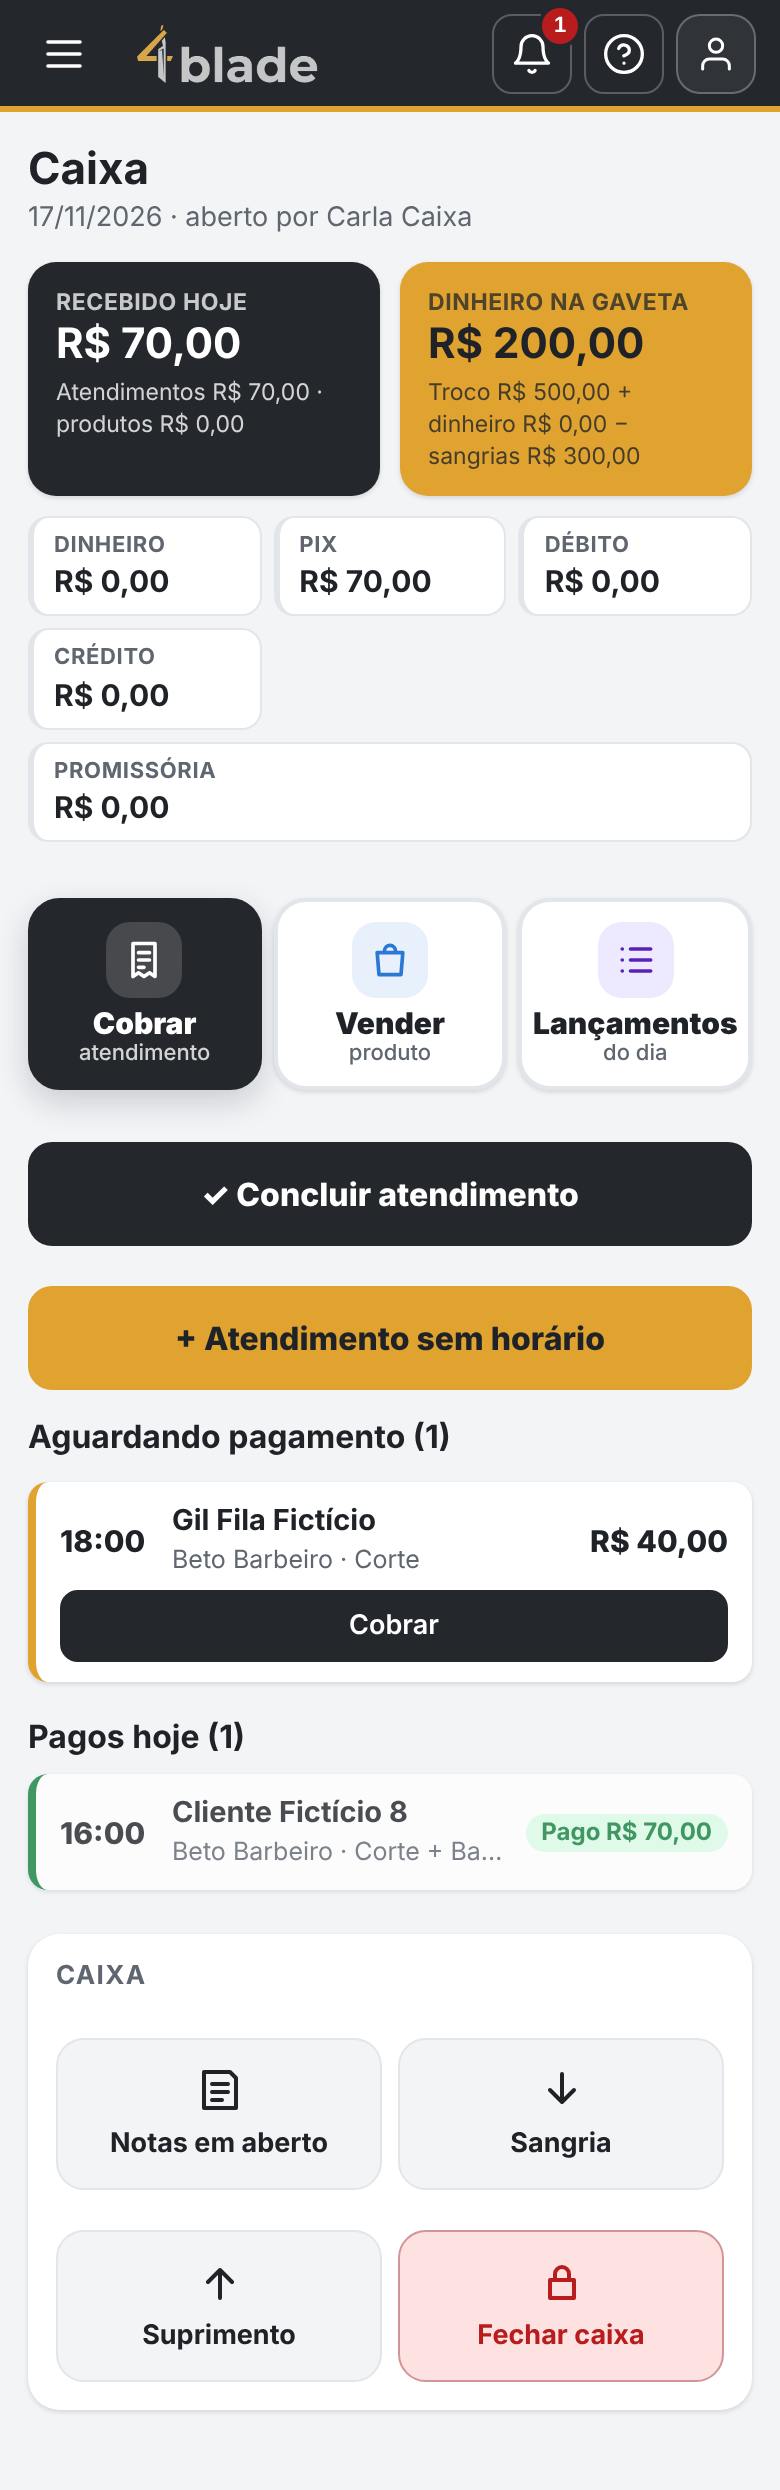 4blade
1
Caixa
17/11/2026 · aberto por Carla Caixa
RECEBIDO HOJE
R$ 70,00
Atendimentos R$ 70,00 ·
produtos R$ 0,00
DINHEIRO NA GAVETA
R$ 200,00
Troco R$ 500,00 +
dinheiro R$ 0,00 −
sangrias R$ 300,00
DINHEIRO
R$ 0,00
PIX
R$ 70,00
DÉBITO
R$ 0,00
CRÉDITO
R$ 0,00
PROMISSÓRIA
R$ 0,00
Cobrar
atendimento
Vender
produto
Lançamentos
do dia
✓ Concluir atendimento
+ Atendimento sem horário
Aguardando pagamento (1)
18:00
Gil Fila Fictício
Beto Barbeiro · Corte
R$ 40,00
Cobrar
Pagos hoje (1)
16:00
Cliente Fictício 8
Beto Barbeiro · Corte + Ba...
Pago R$ 70,00
CAIXA
Notas em aberto
Sangria
Suprimento
Fechar caixa